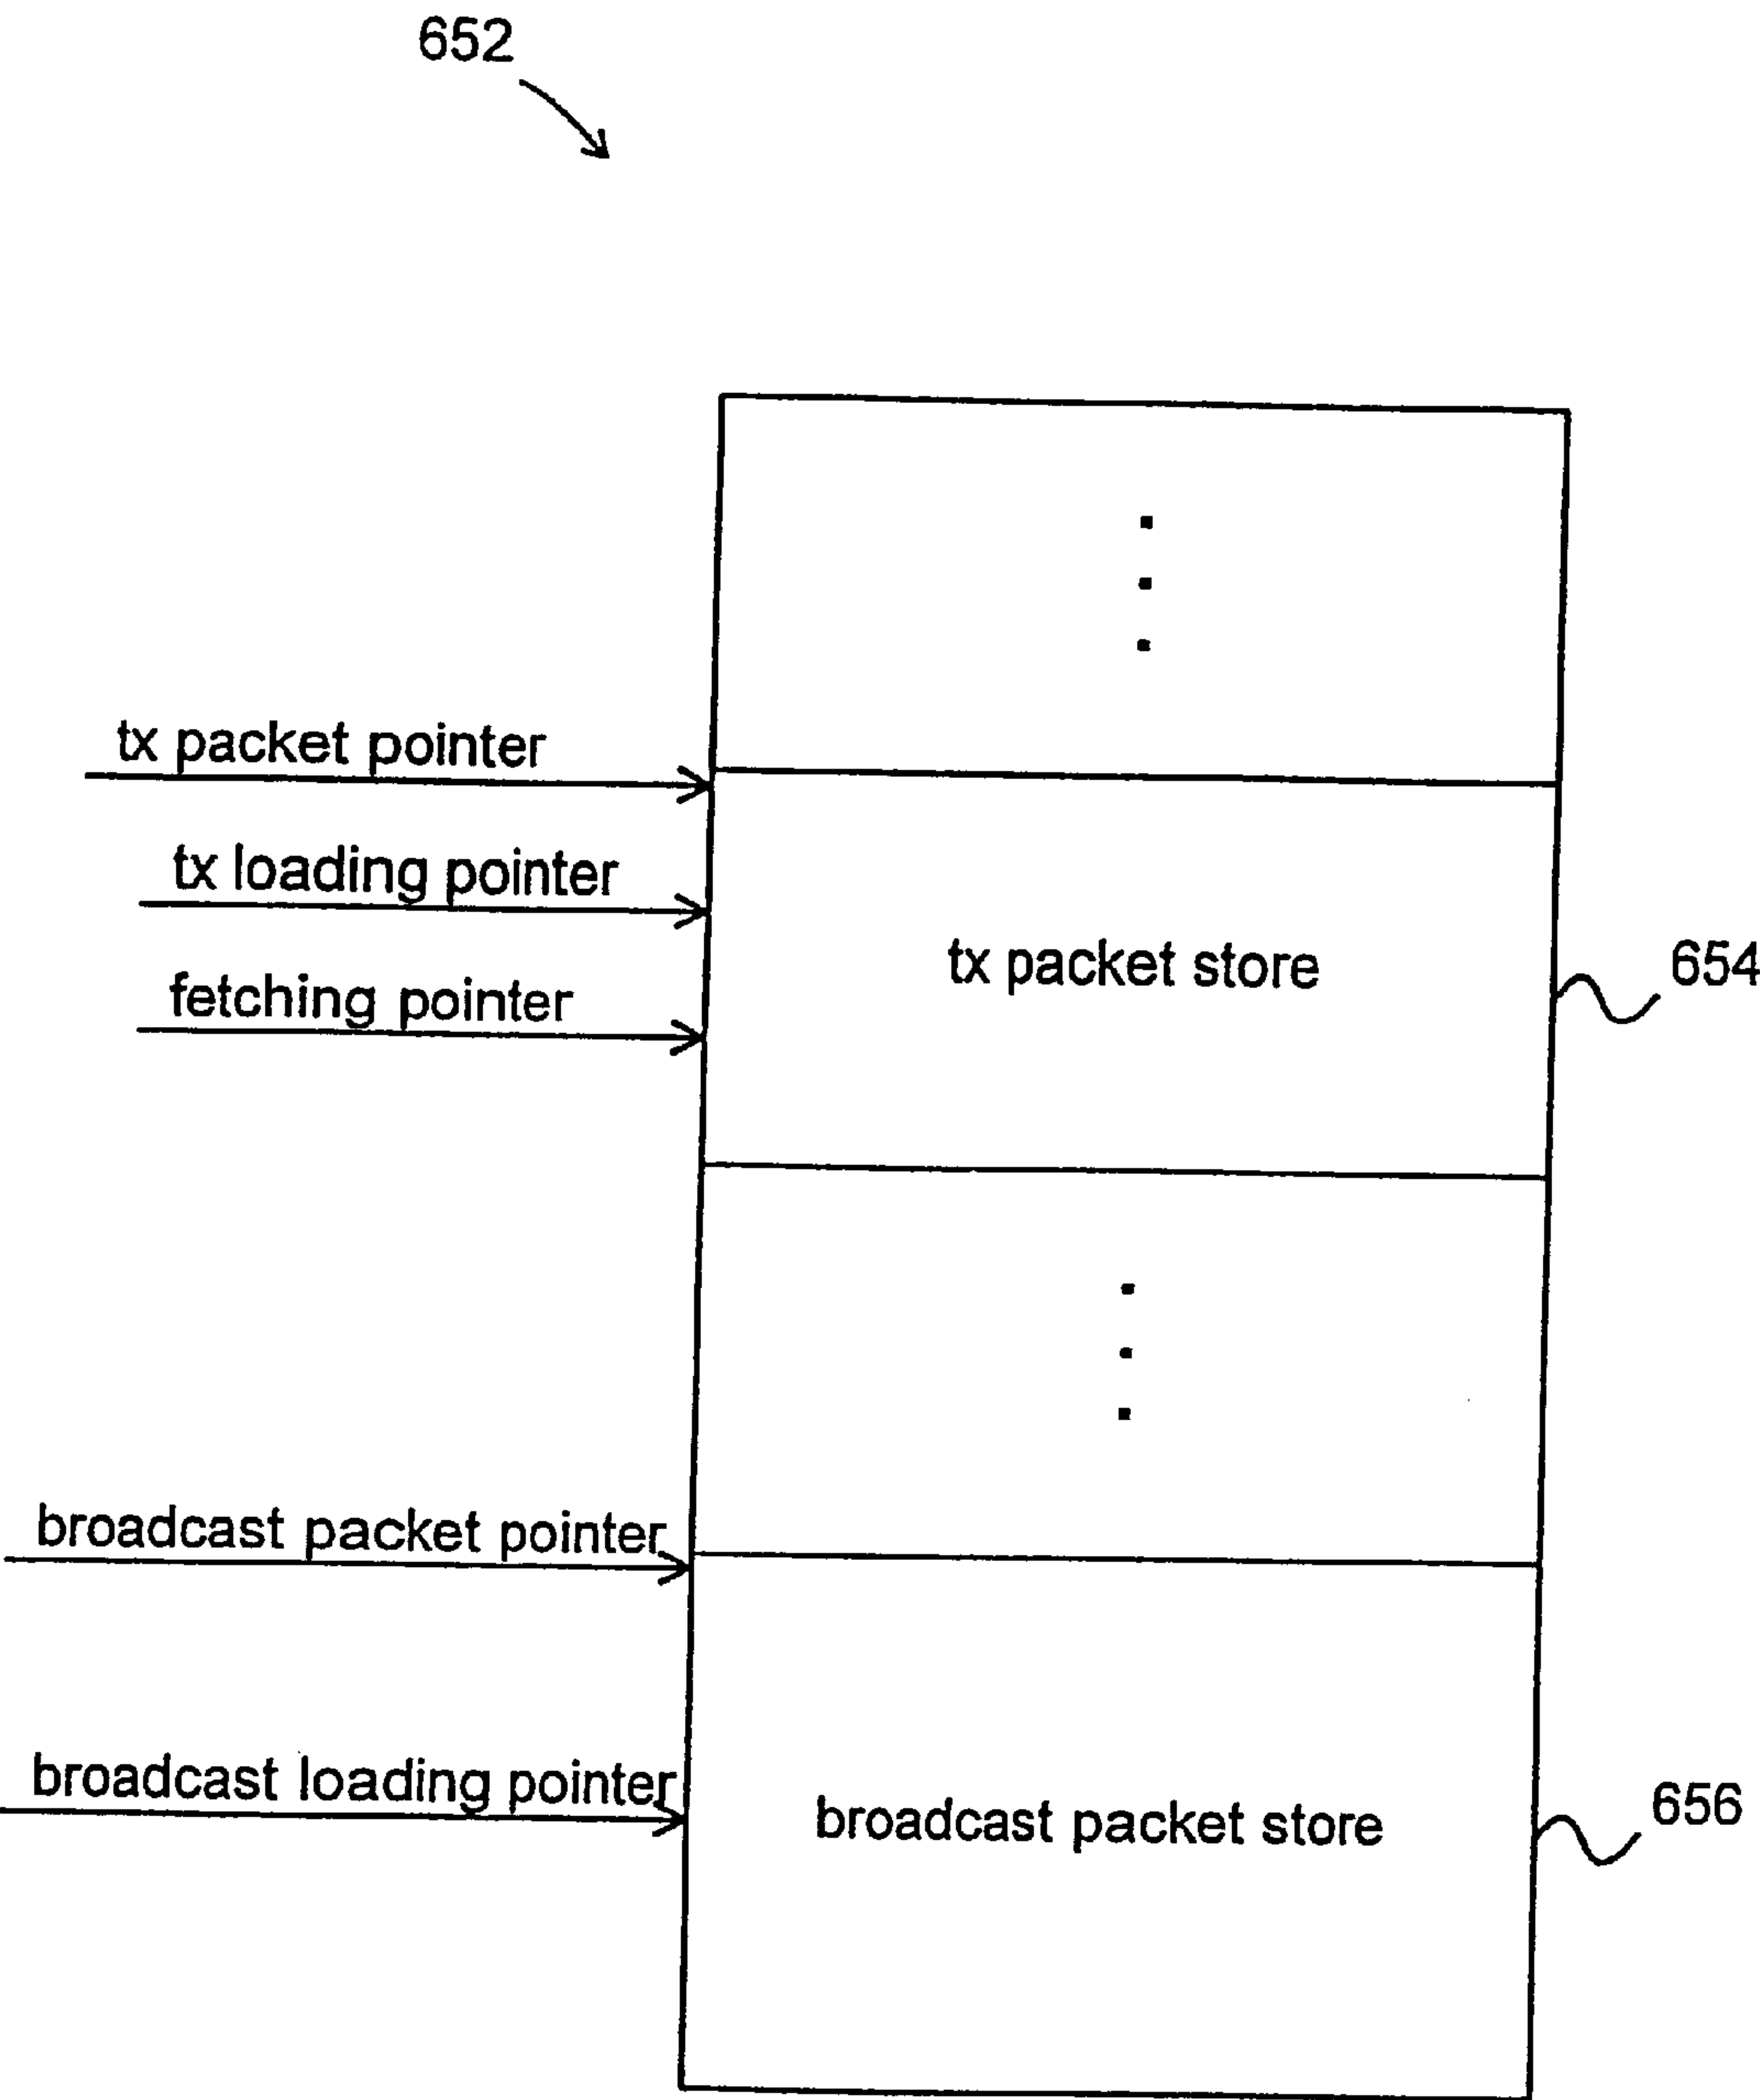 652
tx packet pointer
tx loading pointer
tx packet store
654
fetching pointer
broadcast packet pointer
broadcast loading pointer
broadcast packet store
656